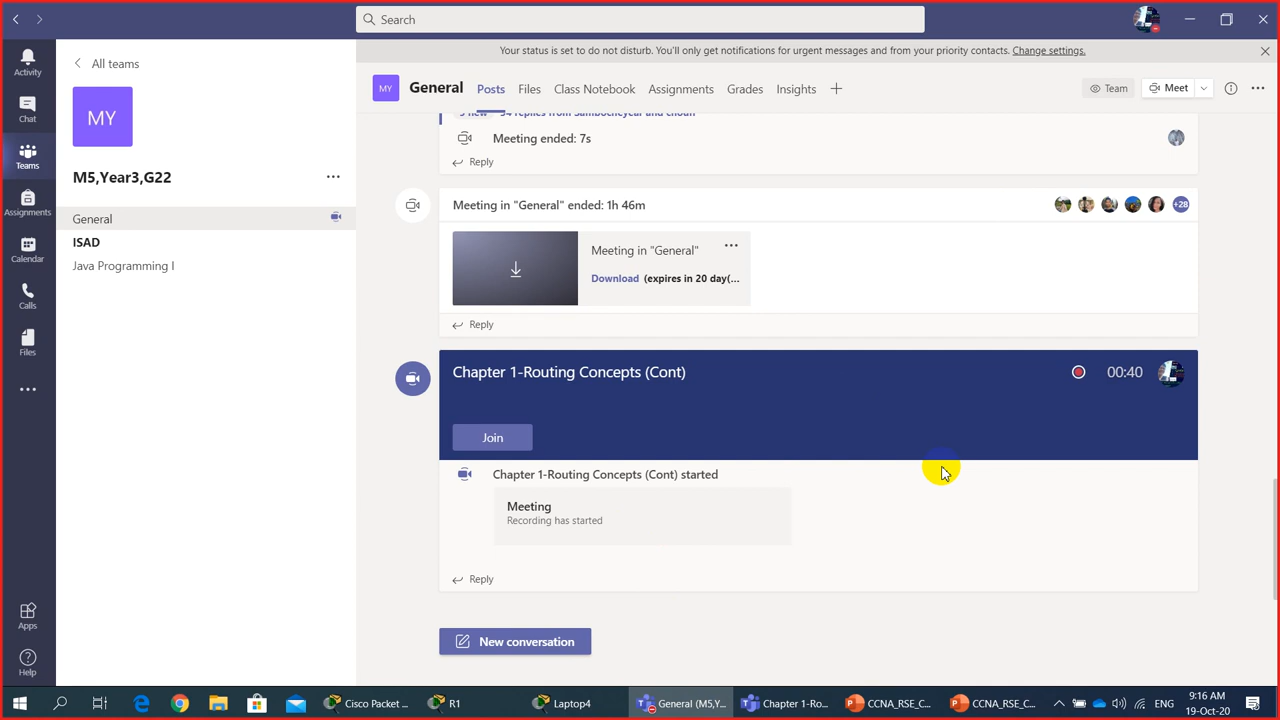 Search
Your status is set to do not disturb. You'll only get notifications for urgent messages and from your priority contacts. Change settings.
Activity
Chat
Teams
Assignments
Calendar
Calls
Files
Apps
Help
All teams
MY
M5,Year3,G22
General
ISAD
Java Programming I
MY
General
Posts
Files
Class Notebook
Assignments
Grades
Insights
Team
Meet
Meeting ended: 7s
Reply
Meeting in "General" ended: 1h 46m
+28
Meeting in "General"
Download (expires in 20 day(...
Reply
Chapter 1-Routing Concepts (Cont)
00:40
Join
Chapter 1-Routing Concepts (Cont) started
Meeting
Recording has started
Reply
New conversation
Cisco Packet ...
R1
Laptop4
General (M5,Y...
Chapter 1-Ro...
CCNA_RSE_C...
CCNA_RSE_C...
ENG
9:16 AM
19-Oct-20